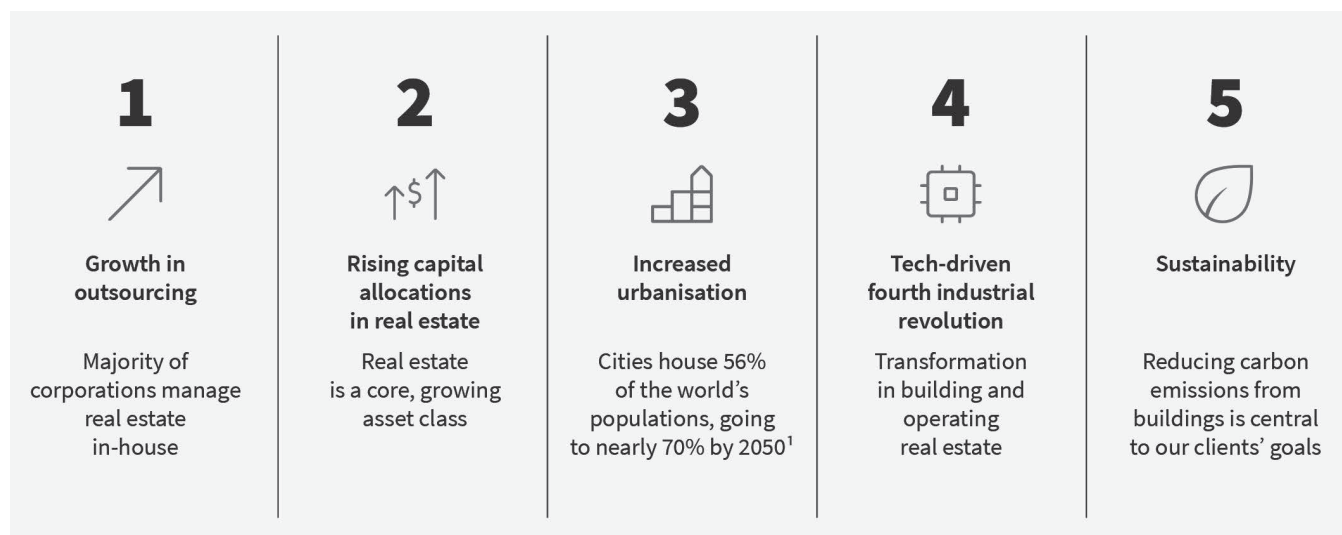 1
Growth in
outsourcing
Majority of
corporations manage
real estate
in-house
2
$
Rising capital
allocations
in real estate
Real estate
is a core, growing
asset class
3
Increased
urbanisation
Cities house 56%
of the world’s
populations, going
to nearly 70% by 2050¹
4
Tech-driven
fourth industrial
revolution
Transformation
in building and
operating
real estate
5
Sustainability
Reducing carbon
emissions from
buildings is central
to our clients’ goals